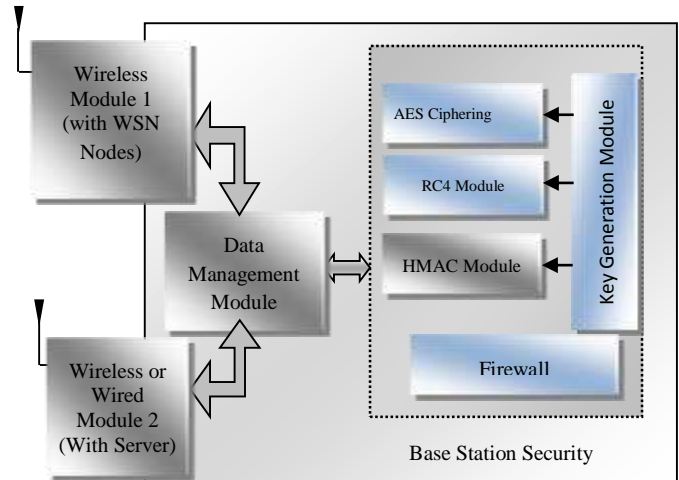 Wireless
Module 1
(with WSN
Nodes)
Data
Management
Module
Wireless or
Wired
Module 2
(With Server)
AES Ciphering
RC4 Module
HMAC Module
Key Generation Module
Firewall
Base Station Security